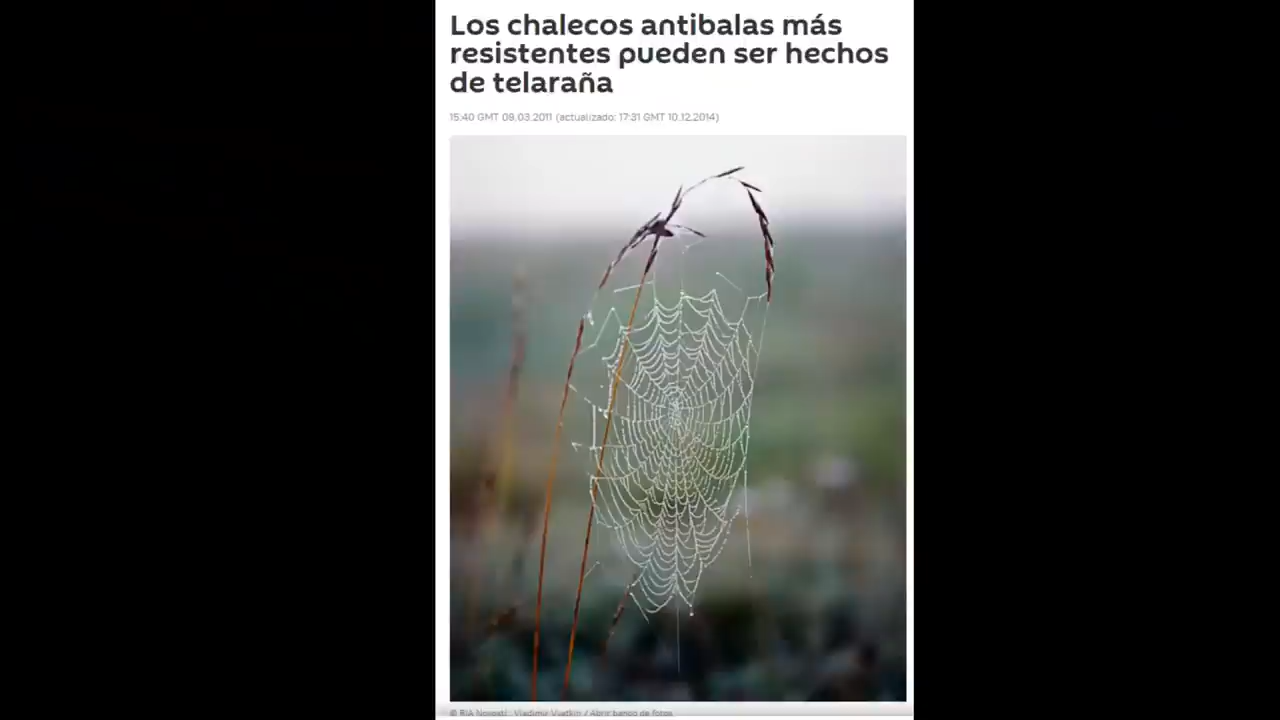 Los chalecos antibalas más
resistentes pueden ser hechos
de telaraña
15:40 GMT 09.03.2011 (actualizado: 17:31 GMT 10.12.2014)
© RIA Novosti . Vladimir Vyatkin / Abrir banco de fotos